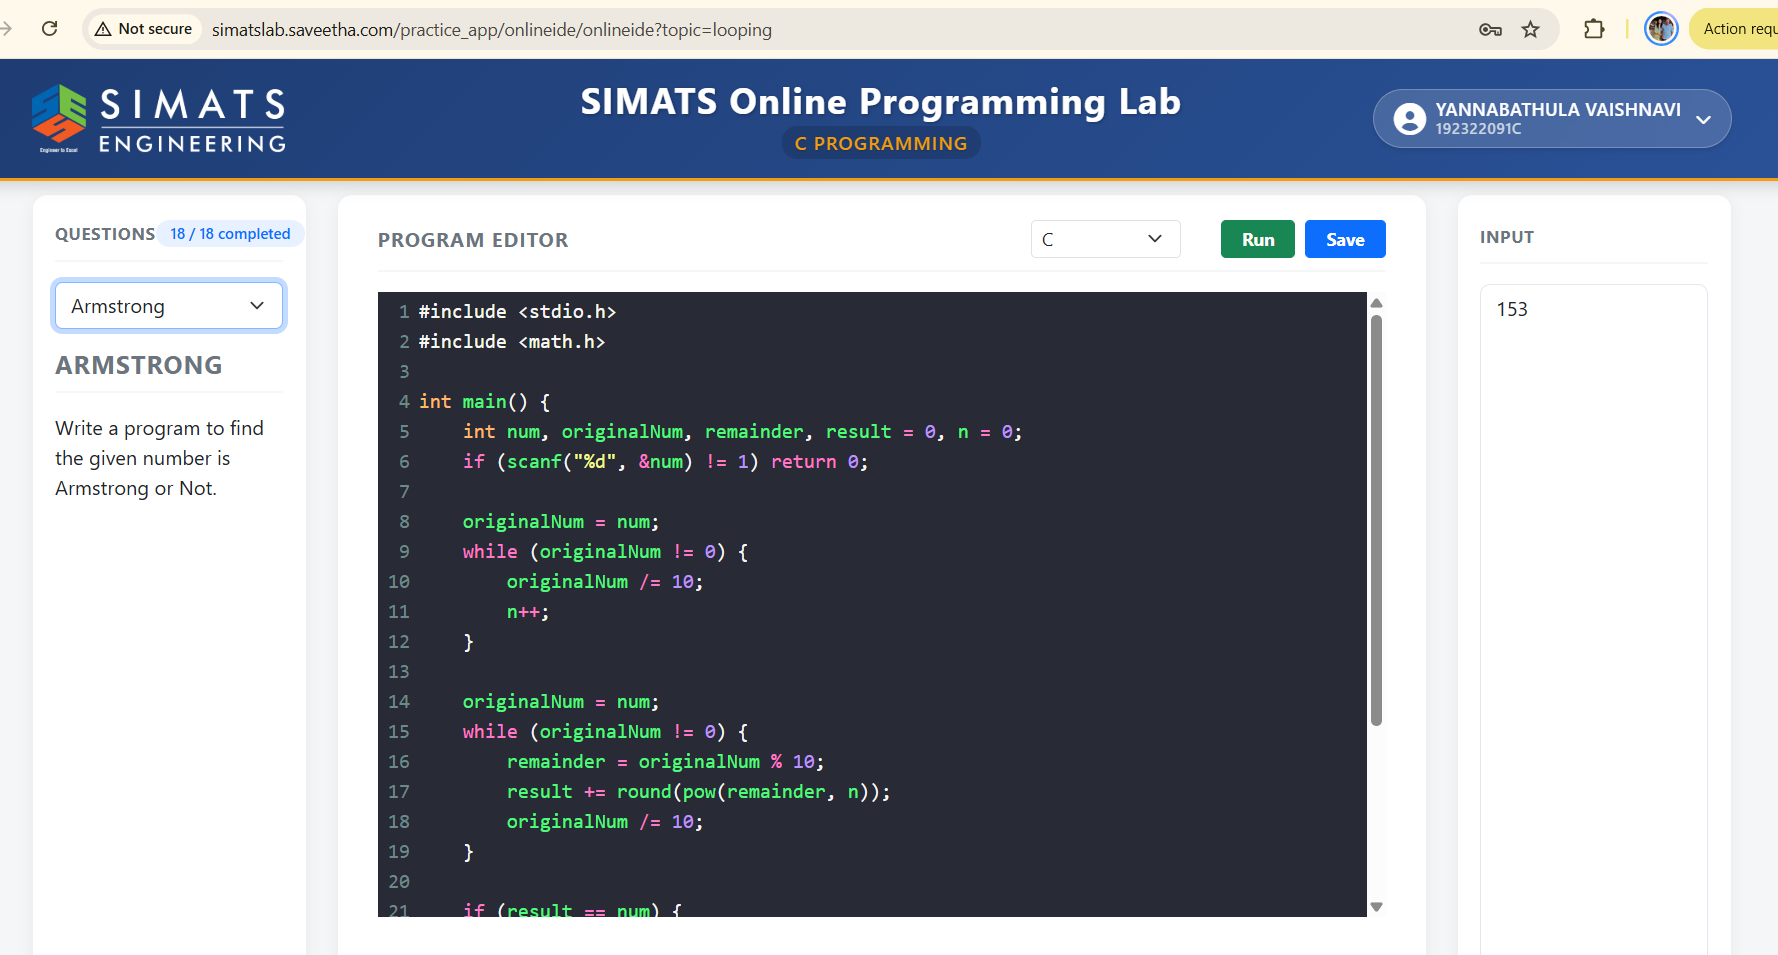 Not secure simatslab.saveetha.com/practice_app/onlineide/onlineide?topic=looping
Action requ
SIMATS
ENGINEERING
Engineer to Excel
SIMATS Online Programming Lab
C PROGRAMMING
YANNABATHULA VAISHNAVI
192322091C
QUESTIONS 18 / 18 completed
Armstrong
ARMSTRONG
Write a program to find
the given number is
Armstrong or Not.
PROGRAM EDITOR
C
Run
Save
1 #include <stdio.h>
2 #include <math.h>
3
4 int main() {
5     int num, originalNum, remainder, result = 0, n = 0;
6     if (scanf("%d", &num) != 1) return 0;
7
8     originalNum = num;
9     while (originalNum != 0) {
10         originalNum /= 10;
11         n++;
12     }
13
14     originalNum = num;
15     while (originalNum != 0) {
16         remainder = originalNum % 10;
17         result += round(pow(remainder, n));
18         originalNum /= 10;
19     }
20
21     if (result == num) {
INPUT
153